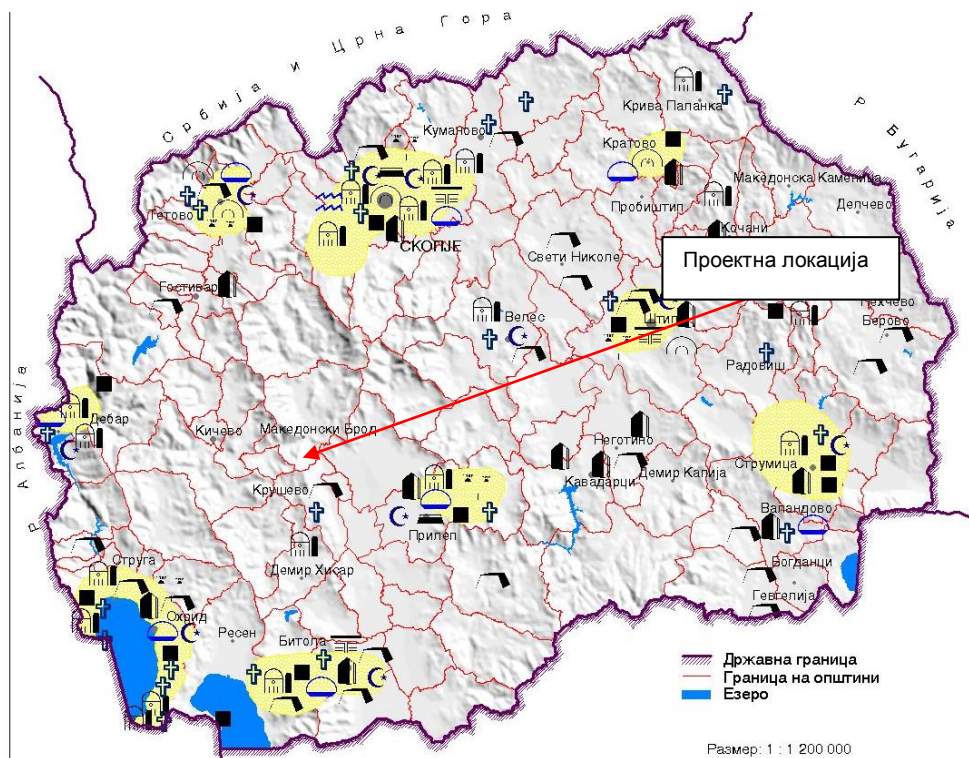 Србија и Црна Гора
Р Бугарија
Крива Паланка
Куманово
Кратово
Македонска Каменица
Тетово
Пробиштип
Делчево
СКОПЈЕ
Кочани
Проектна локација
Свети Николе
Гостивар
Велес
Штип
Берово
Радовиш
Р Албанија
Дебар
Кичево
Македонски Брод
Неготино
Струмица
Крушево
Кавадарци
Демир Капија
Прилеп
Валандово
Струга
Демир Хисар
Богданци
Гевгелија
Охрид
Ресен
Битола
Државна граница
Граница на општини
Езеро
Размер: 1 : 1 200 000